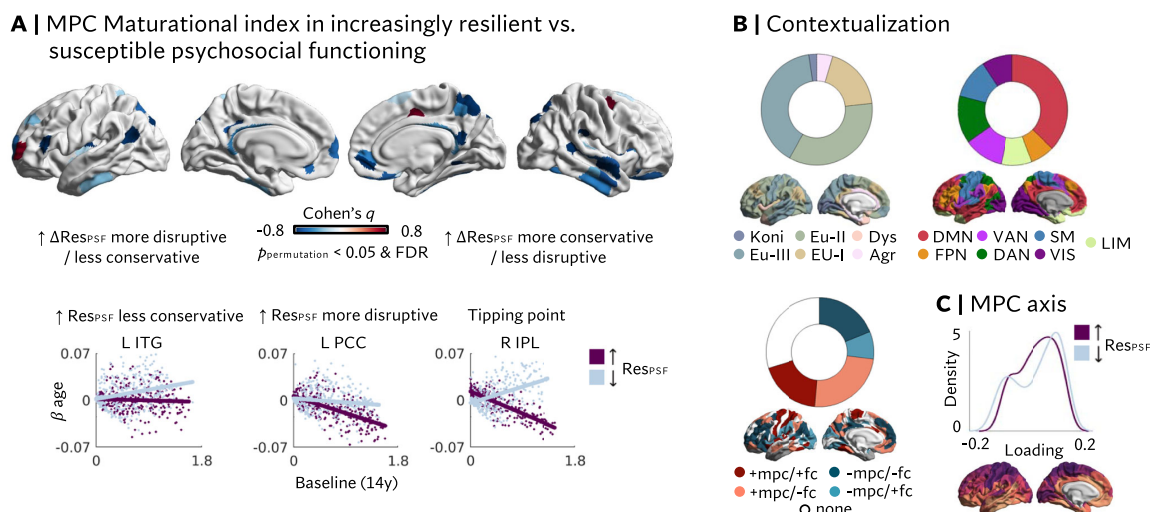 A | MPC Maturational index in increasingly resilient vs.
susceptible psychosocial functioning
Cohen's q
-0.8 0.8
p permutation < 0.05 & FDR
↑ ΔResPSF more disruptive
/ less conservative
↑ ΔResPSF more conservative
/ less disruptive
↑ ResPSF less conservative
L ITG
↑ ResPSF more disruptive
L PCC
Tipping point
R IPL
β age
0.07
0
-0.07
0 1.8
0.07
0
-0.07
0 1.8
0.07
0
-0.07
0 1.8
Baseline (14y)
↑
↓
ResPSF
B | Contextualization
Koni Eu-II Dys
Eu-III EU-I Agr
DMN VAN SM LIM
FPN DAN VIS
+mpc/+fc -mpc/-fc
+mpc/-fc -mpc/+fc
none
C | MPC axis
Density
5
0
-0.2 0.2
Loading
↑
↓
ResPSF